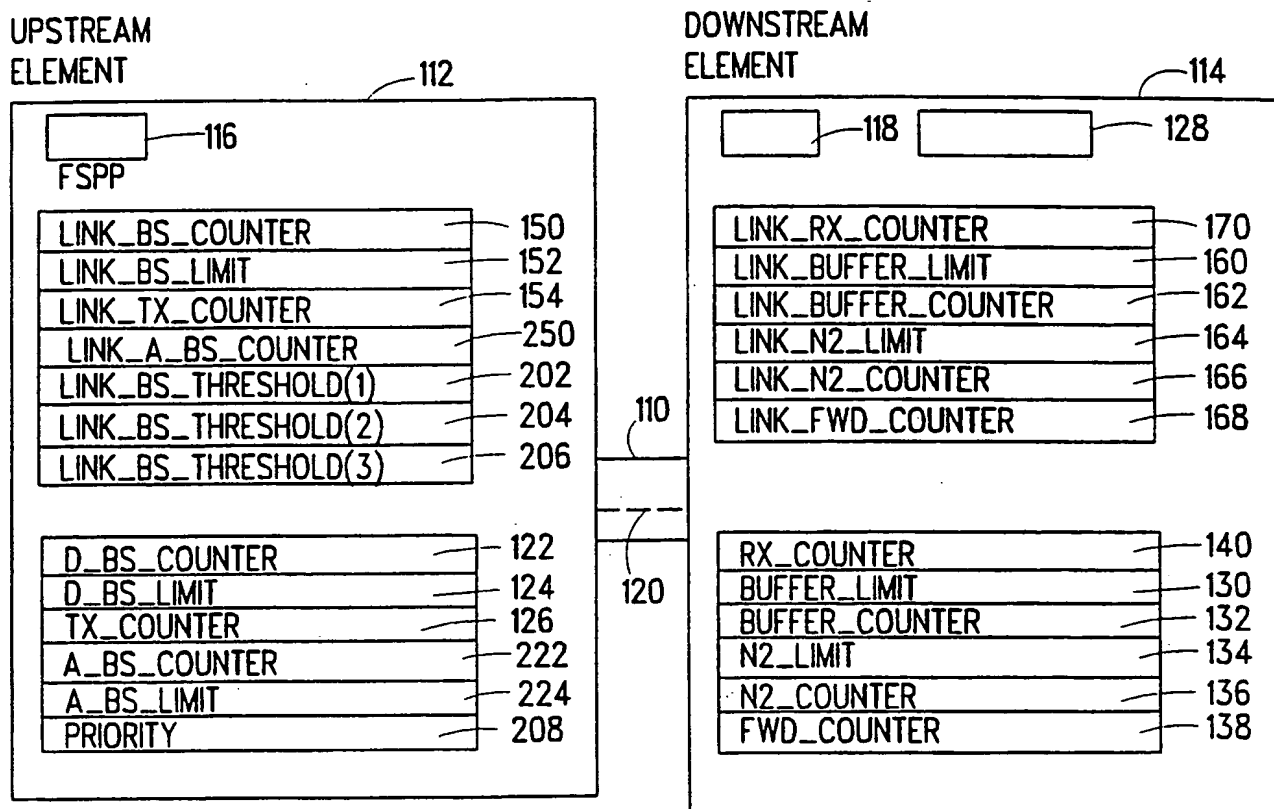 UPSTREAM
ELEMENT
112
116
FSPP
LINK_BS_COUNTER 150
LINK_BS_LIMIT 152
LINK_TX_COUNTER 154
LINK_A_BS_COUNTER 250
LINK_BS_THRESHOLD(1) 202
LINK_BS_THRESHOLD(2) 204
LINK_BS_THRESHOLD(3) 206
D_BS_COUNTER 122
D_BS_LIMIT 124
TX_COUNTER 126
A_BS_COUNTER 222
A_BS_LIMIT 224
PRIORITY 208
110
120
DOWNSTREAM
ELEMENT
114
118 128
LINK_RX_COUNTER 170
LINK_BUFFER_LIMIT 160
LINK_BUFFER_COUNTER 162
LINK_N2_LIMIT 164
LINK_N2_COUNTER 166
LINK_FWD_COUNTER 168
RX_COUNTER 140
BUFFER_LIMIT 130
BUFFER_COUNTER 132
N2_LIMIT 134
N2_COUNTER 136
FWD_COUNTER 138